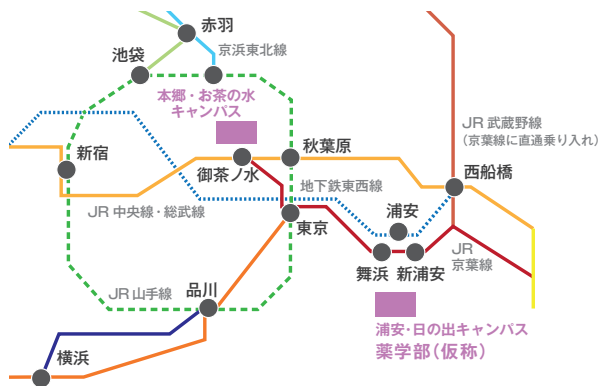 赤羽
京浜東北線
池袋
本郷・お茶の水
キャンパス
JR 武蔵野線
(京葉線に直通乗り入れ)
新宿
秋葉原
御茶ノ水
地下鉄東西線
西船橋
JR 中央線・総武線
浦安
東京
JR
京葉線
舞浜
新浦安
JR 山手線
品川
浦安・日の出キャンパス
薬学部(仮称)
横浜